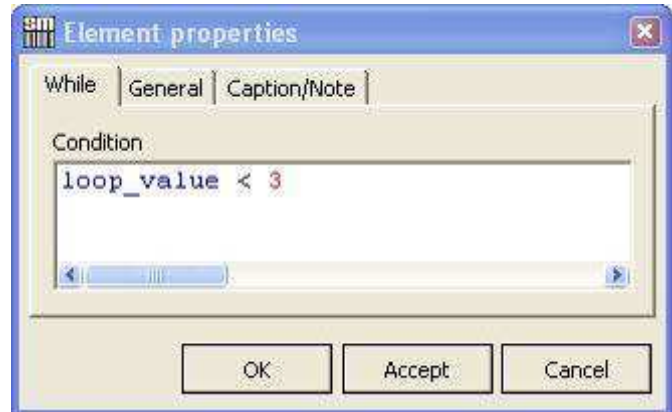 Element properties
While General Caption/Note
Condition
loop_value < 3
OK Accept Cancel